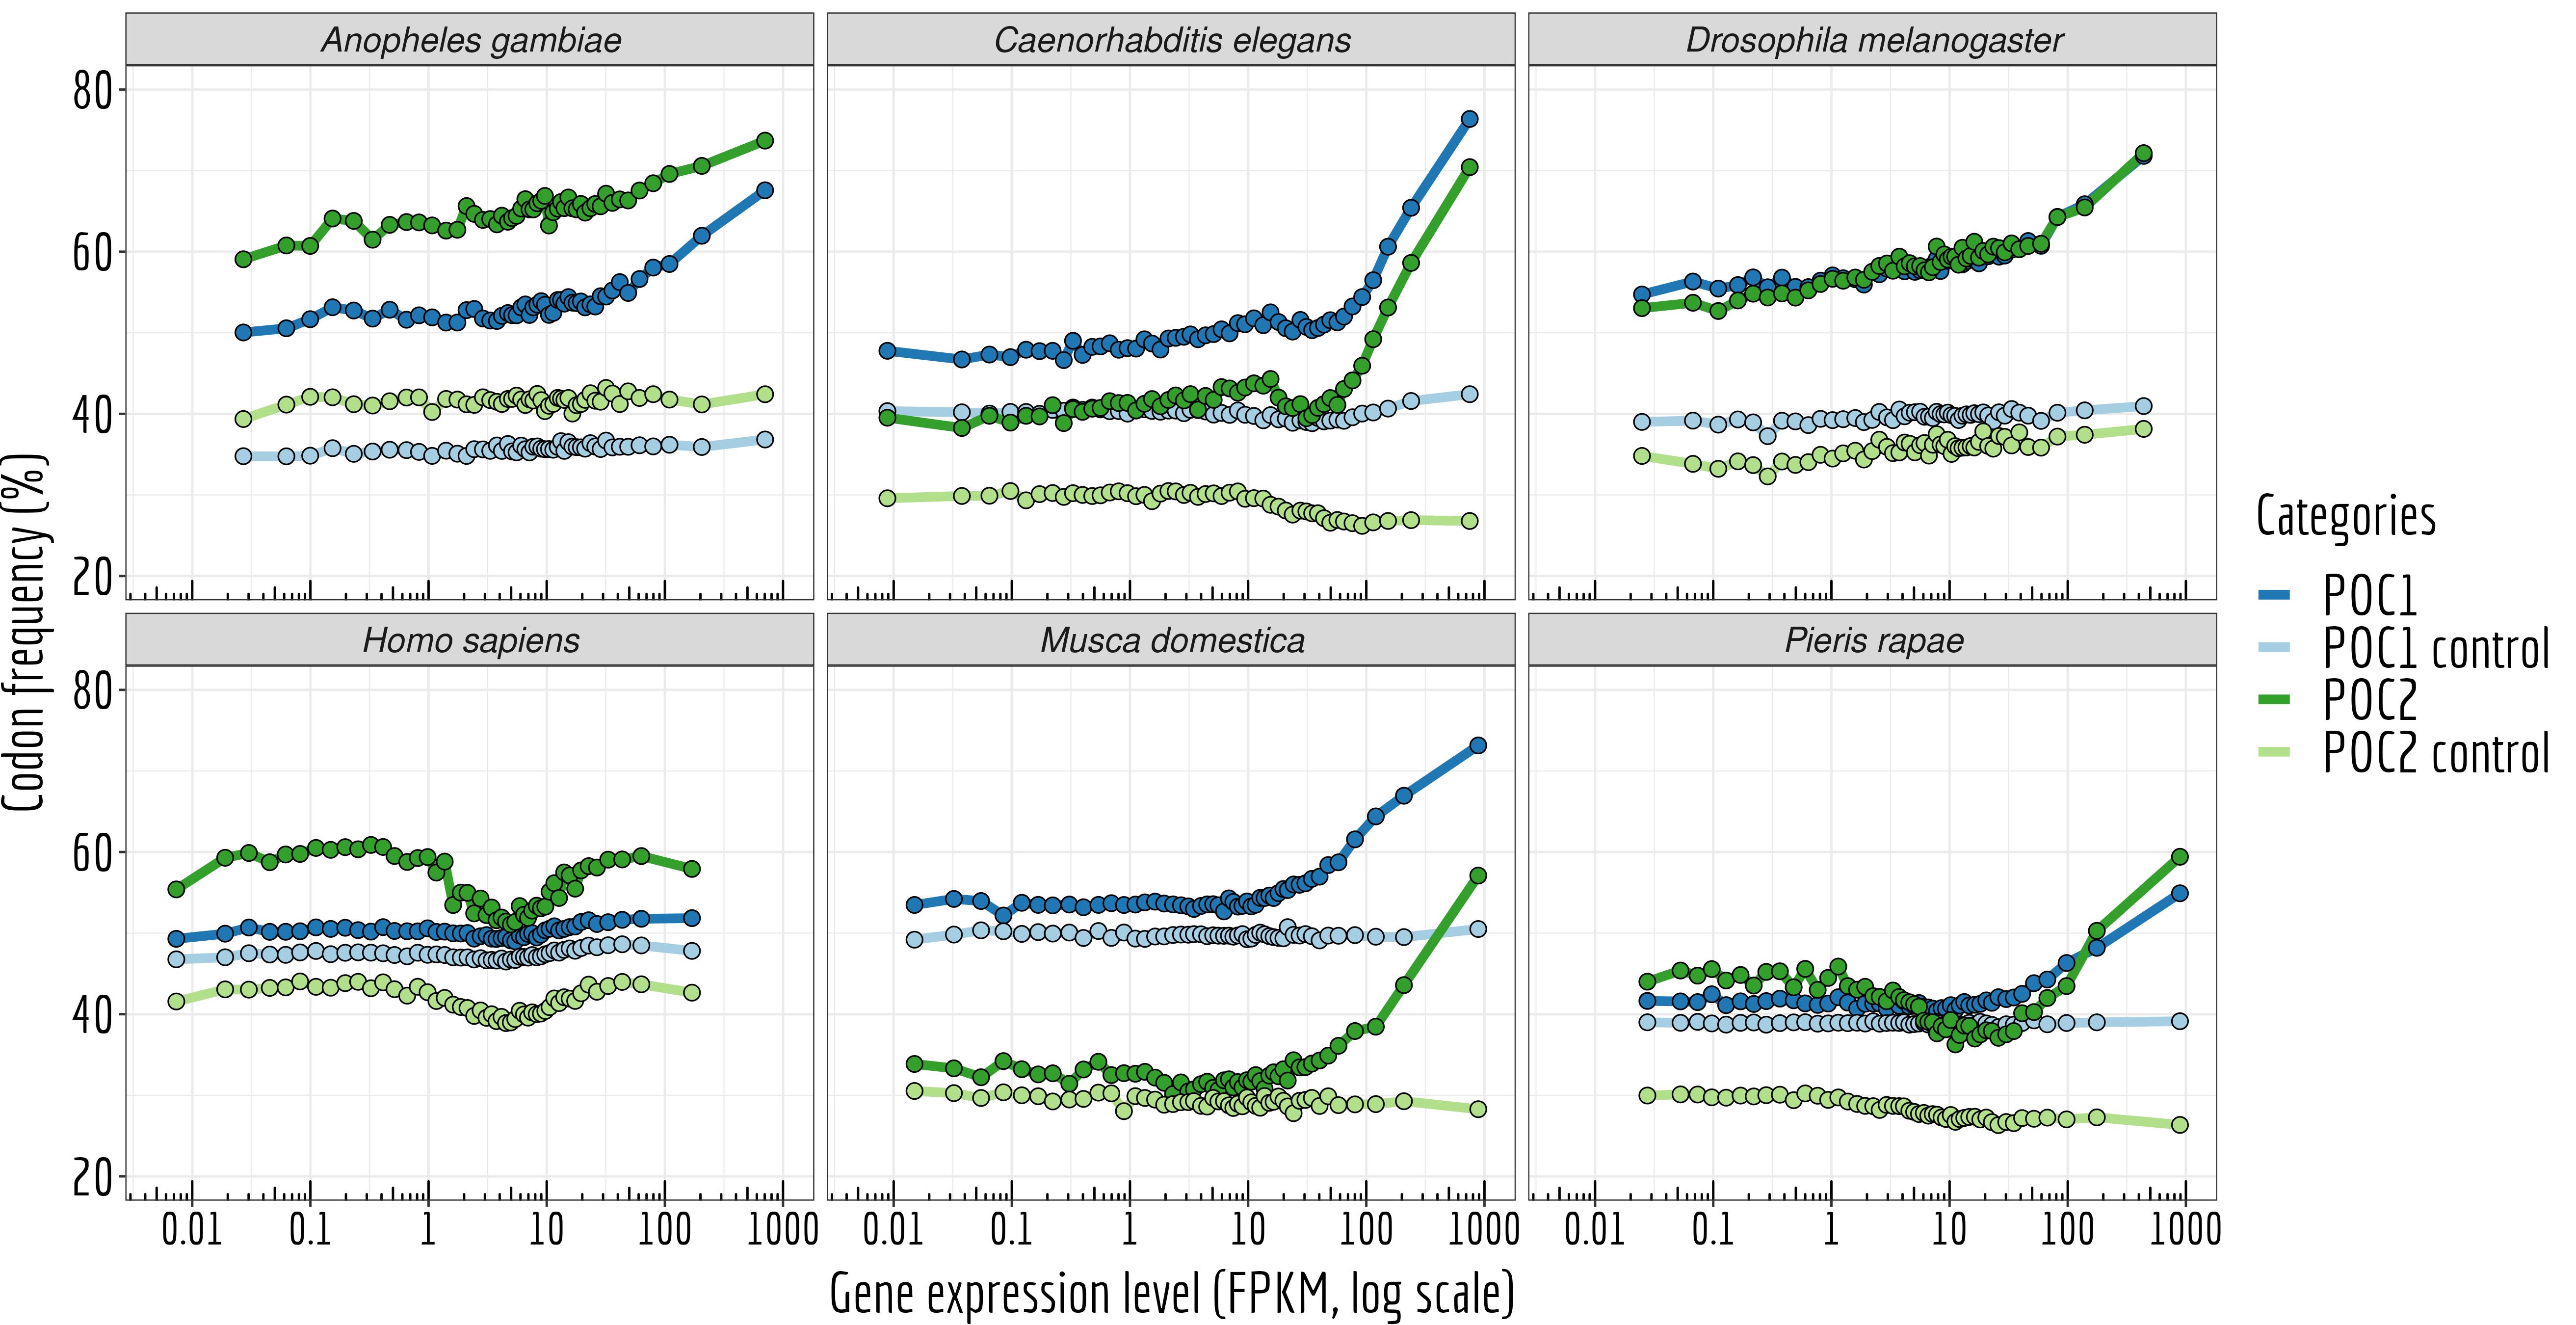 Anopheles gambiae
Caenorhabditis elegans
Drosophila melanogaster
80
60
40
20
Homo sapiens
Musca domestica
Pieris rapae
80
60
40
20
0.01 0.1 1 10 100 1000
0.01 0.1 1 10 100 1000
0.01 0.1 1 10 100 1000
Gene expression level (FPKM, log scale)
Codon frequency (%)
Categories
POC1
POC1 control
POC2
POC2 control